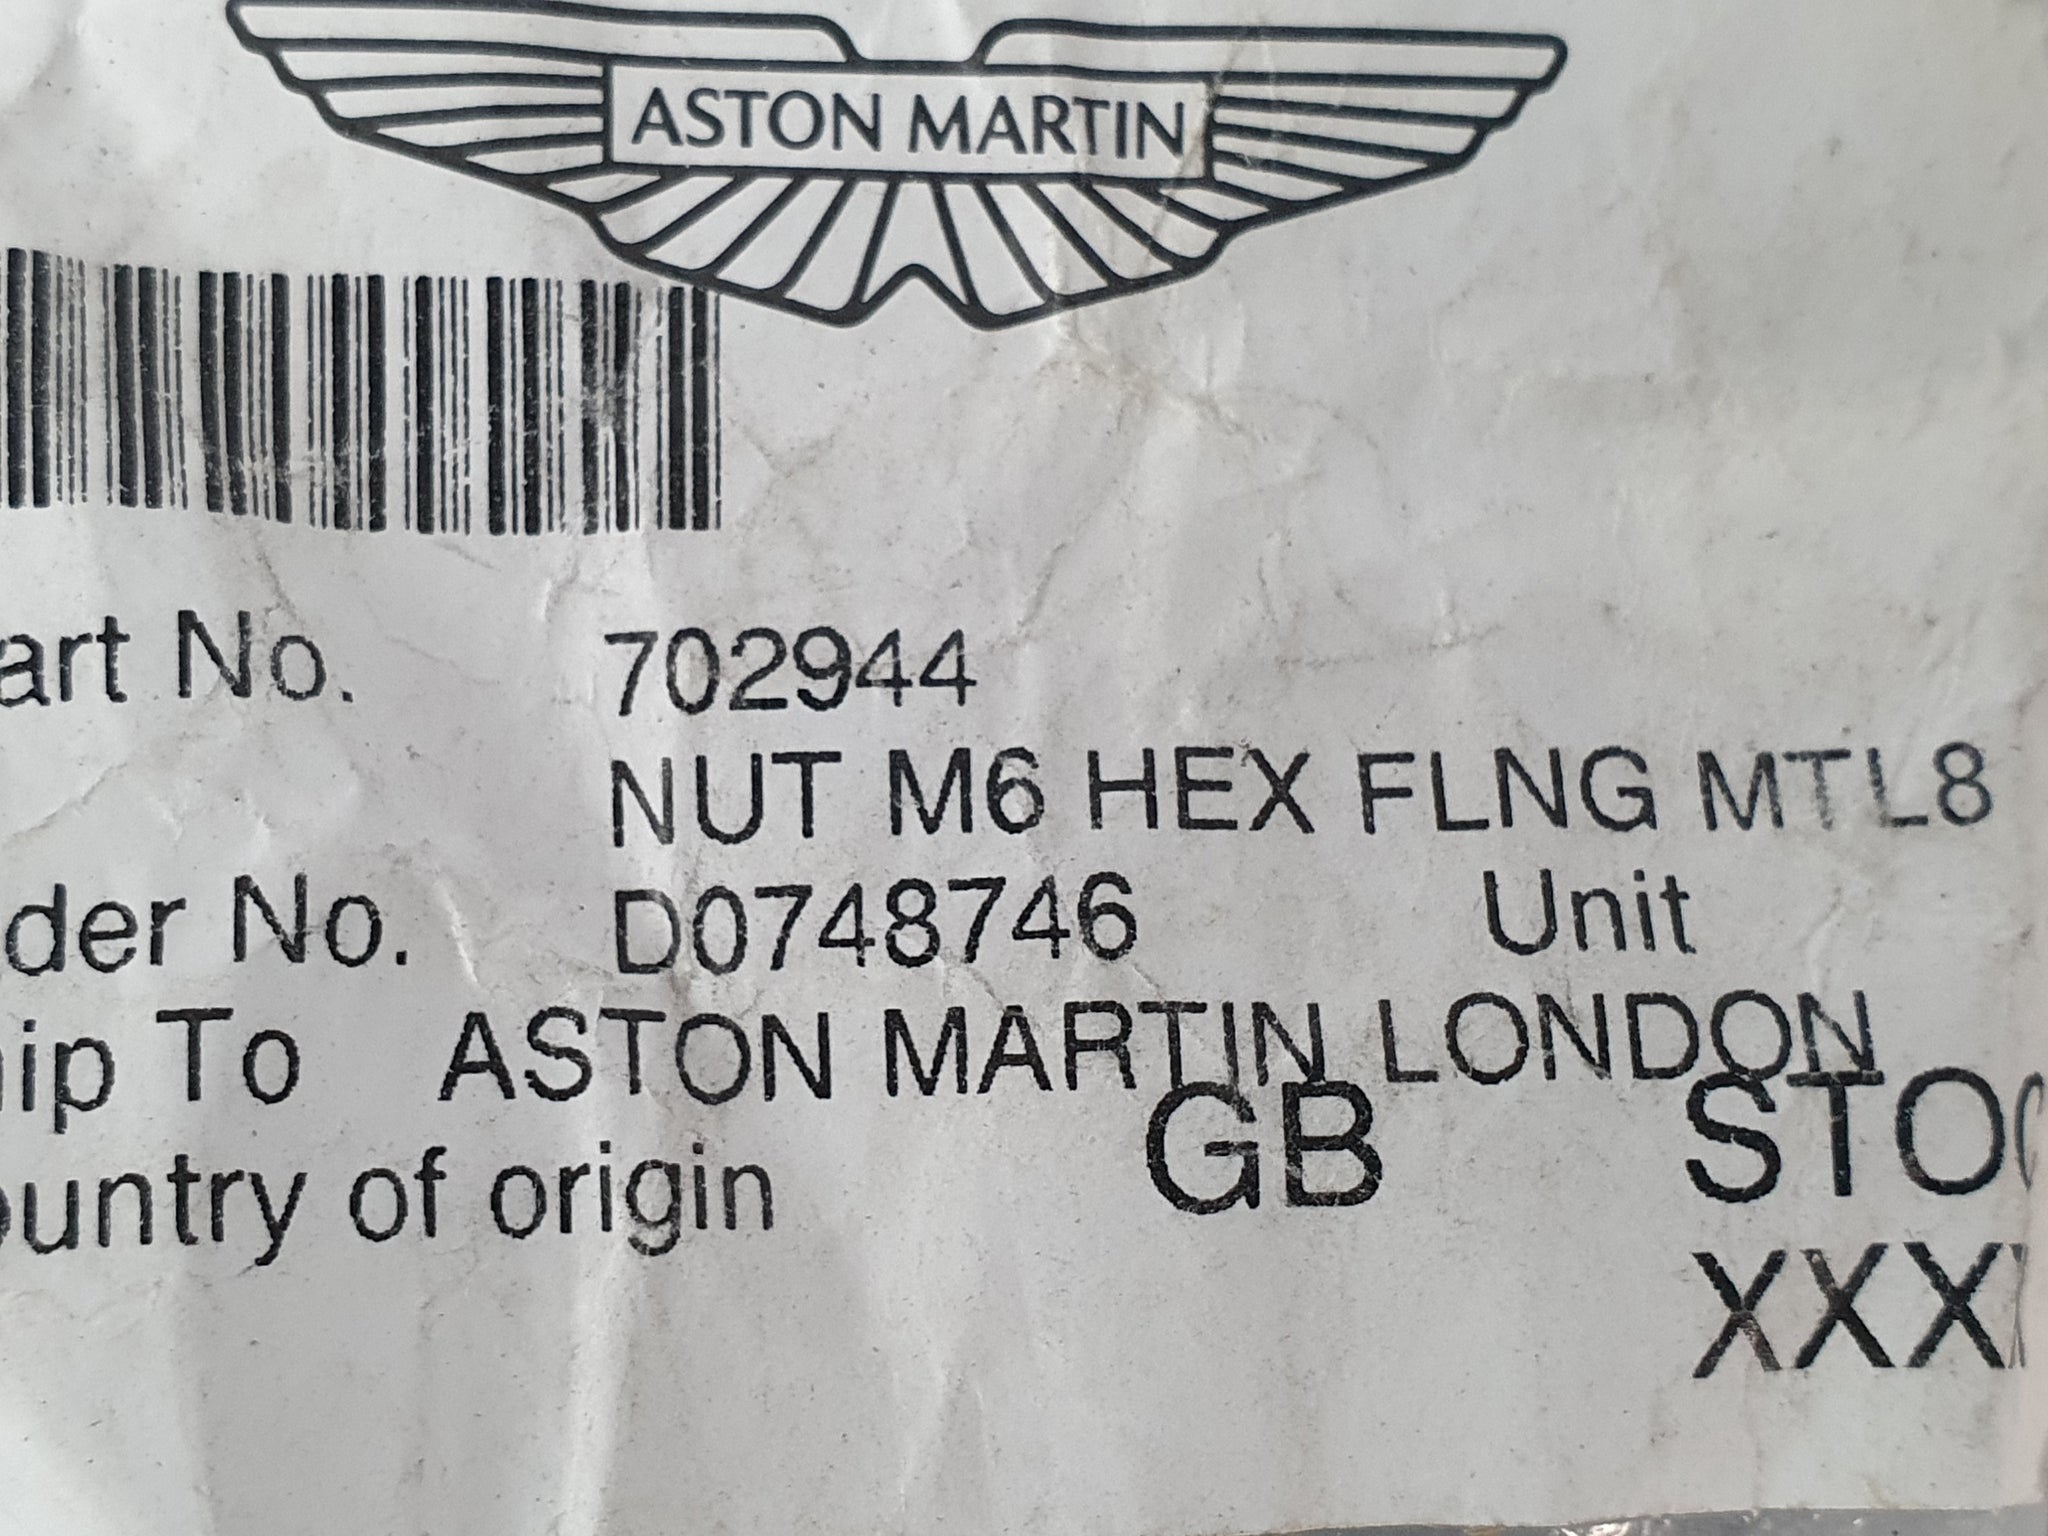 ASTON MARTIN
art No. 702944
NUT M6 HEX FLNG MTL8
der No. D0748746 Unit
ip To ASTON MARTIN LONDON
ountry of origin GB STO
XXX